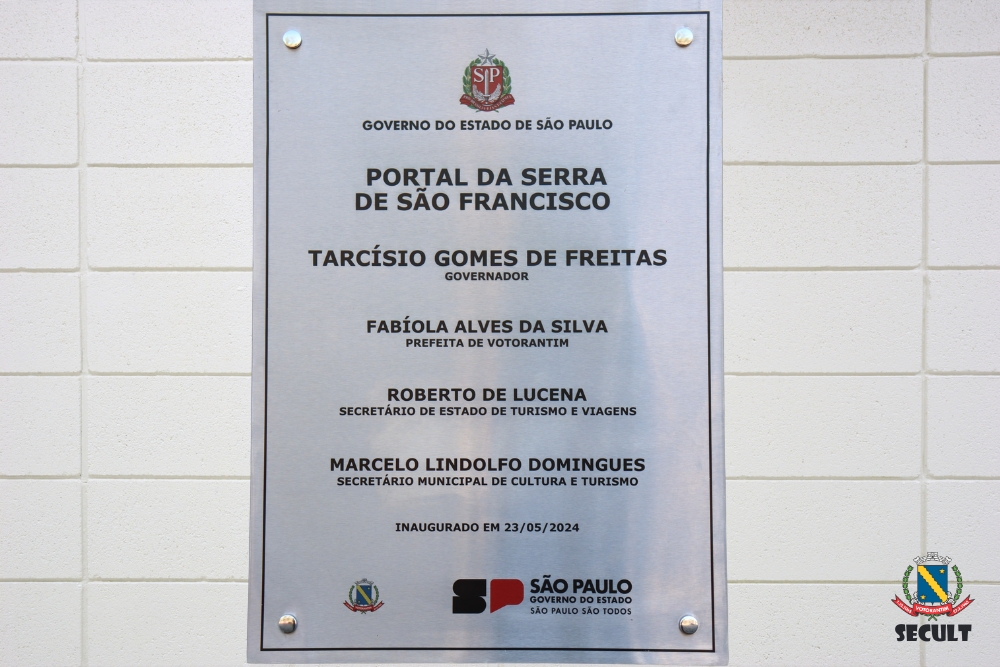 SP
GOVERNO DO ESTADO DE SÃO PAULO
PORTAL DA SERRA
DE SÃO FRANCISCO
TARCÍSIO GOMES DE FREITAS
GOVERNADOR
FABÍOLA ALVES DA SILVA
PREFEITA DE VOTORANTIM
ROBERTO DE LUCENA
SECRETÁRIO DE ESTADO DE TURISMO E VIAGENS
MARCELO LINDOLFO DOMINGUES
SECRETÁRIO MUNICIPAL DE CULTURA E TURISMO
INAUGURADO EM 23/05/2024
SP
SÃO PAULO
GOVERNO DO ESTADO
SÃO PAULO SÃO TODOS
VOTORANTIM
SECULT